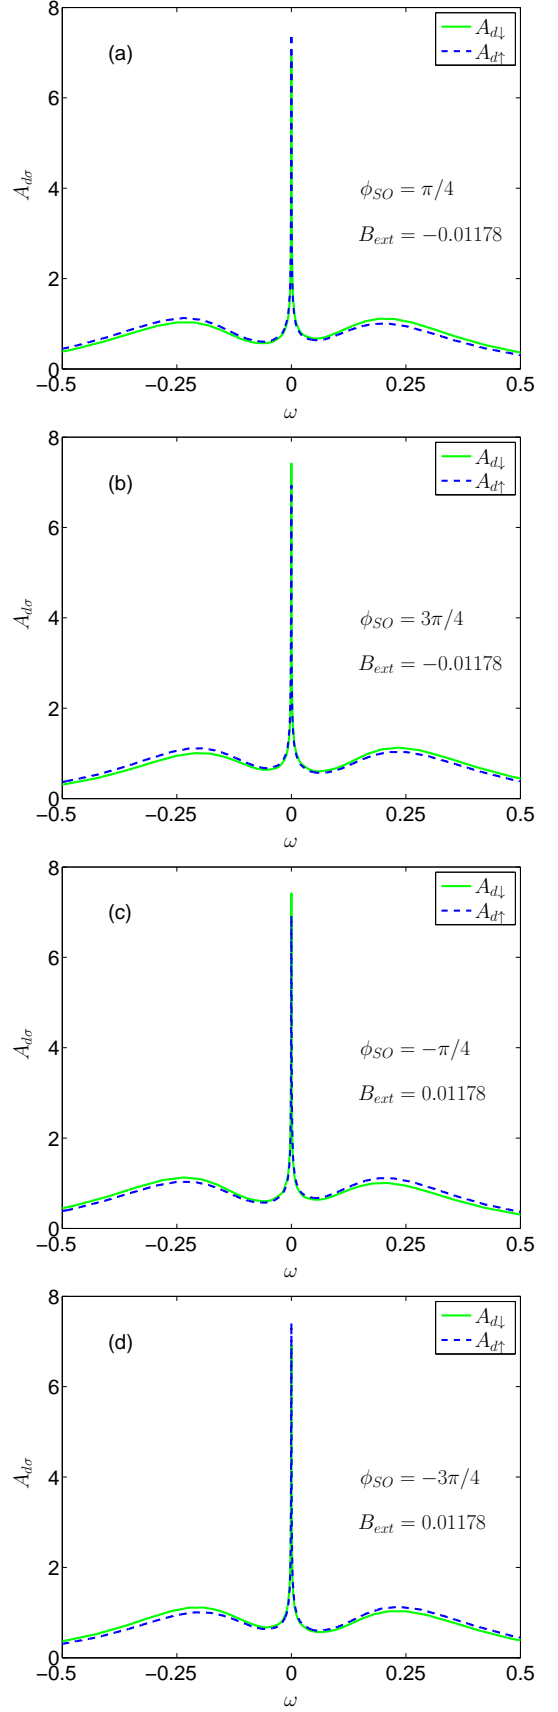 8
(a)
A_{d↓}
A_{d↑}
6
A_{dσ}
4
ϕ_{SO} = π/4
B_{ext} = −0.01178
2
0
−0.5 −0.25 0 0.25 0.5
ω
8
(b)
A_{d↓}
A_{d↑}
6
A_{dσ}
4
ϕ_{SO} = 3π/4
B_{ext} = −0.01178
2
0
−0.5 −0.25 0 0.25 0.5
ω
8
(c)
A_{d↓}
A_{d↑}
6
A_{dσ}
4
ϕ_{SO} = −π/4
B_{ext} = 0.01178
2
0
−0.5 −0.25 0 0.25 0.5
ω
8
(d)
A_{d↓}
A_{d↑}
6
A_{dσ}
4
ϕ_{SO} = −3π/4
B_{ext} = 0.01178
2
0
−0.5 −0.25 0 0.25 0.5
ω